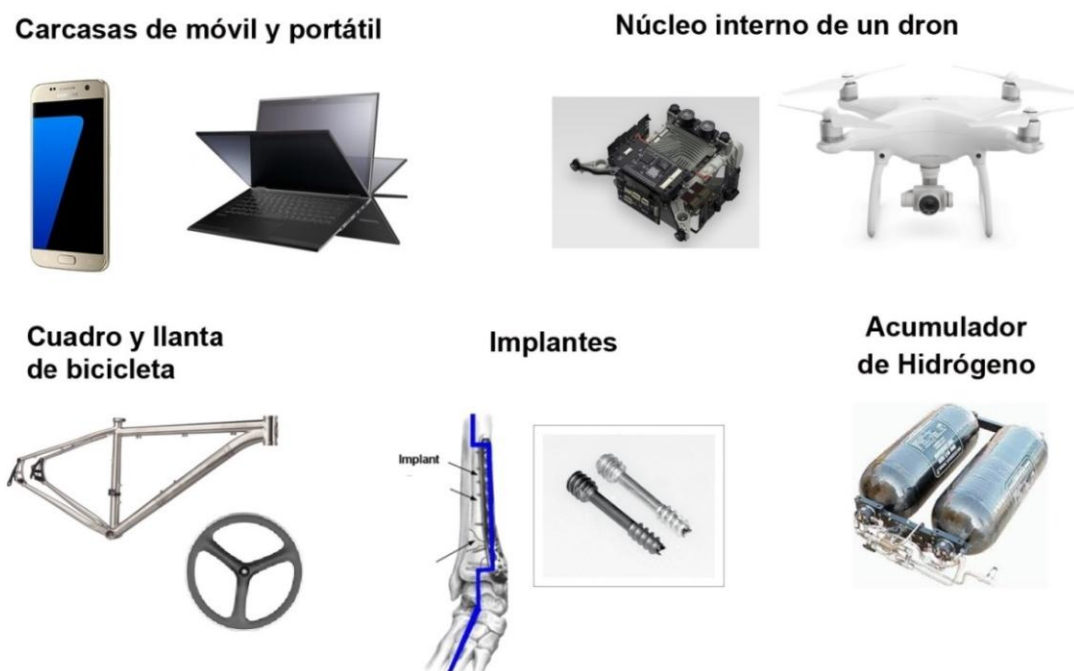 Carcasas de móvil y portátil
Núcleo interno de un dron
Cuadro y llanta
de bicicleta
Implantes
Acumulador
de Hidrógeno
Implant